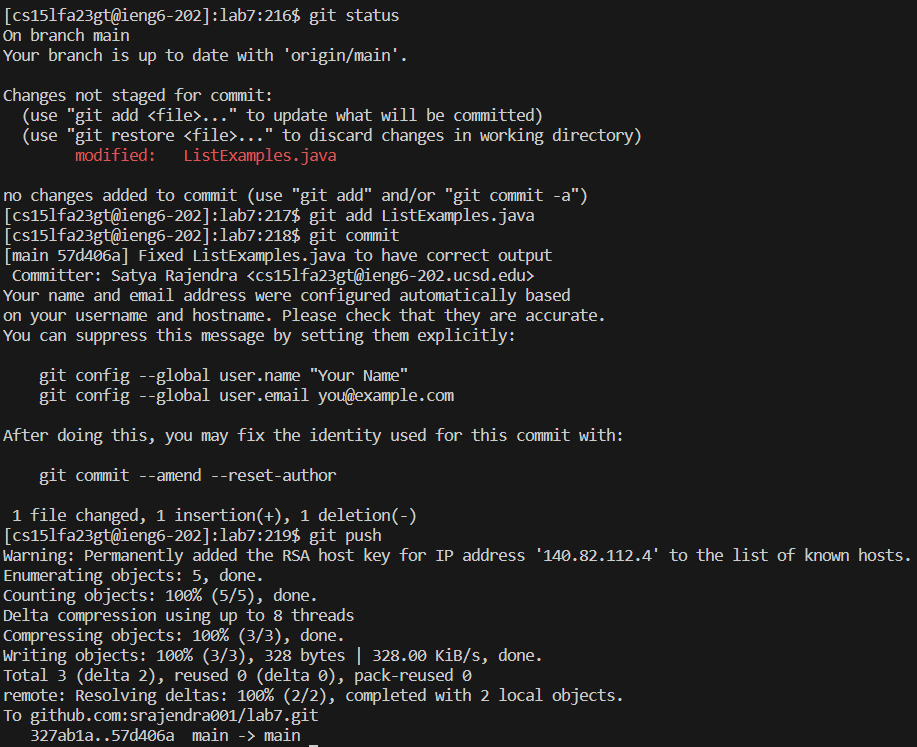 [cs15lfa23gt@ieng6-202]:lab7:216$ git status
On branch main
Your branch is up to date with 'origin/main'.

Changes not staged for commit:
  (use "git add <file>..." to update what will be committed)
  (use "git restore <file>..." to discard changes in working directory)
        modified:   ListExamples.java

no changes added to commit (use "git add" and/or "git commit -a")
[cs15lfa23gt@ieng6-202]:lab7:217$ git add ListExamples.java
[cs15lfa23gt@ieng6-202]:lab7:218$ git commit
[main 57d406a] Fixed ListExamples.java to have correct output
 Committer: Satya Rajendra <cs15lfa23gt@ieng6-202.ucsd.edu>
Your name and email address were configured automatically based
on your username and hostname. Please check that they are accurate.
You can suppress this message by setting them explicitly:

    git config --global user.name "Your Name"
    git config --global user.email you@example.com

After doing this, you may fix the identity used for this commit with:

    git commit --amend --reset-author

 1 file changed, 1 insertion(+), 1 deletion(-)
[cs15lfa23gt@ieng6-202]:lab7:219$ git push
Warning: Permanently added the RSA host key for IP address '140.82.112.4' to the list of known hosts.
Enumerating objects: 5, done.
Counting objects: 100% (5/5), done.
Delta compression using up to 8 threads
Compressing objects: 100% (3/3), done.
Writing objects: 100% (3/3), 328 bytes | 328.00 KiB/s, done.
Total 3 (delta 2), reused 0 (delta 0), pack-reused 0
remote: Resolving deltas: 100% (2/2), completed with 2 local objects.
To github.com:srajendra001/lab7.git
   327ab1a..57d406a  main -> main